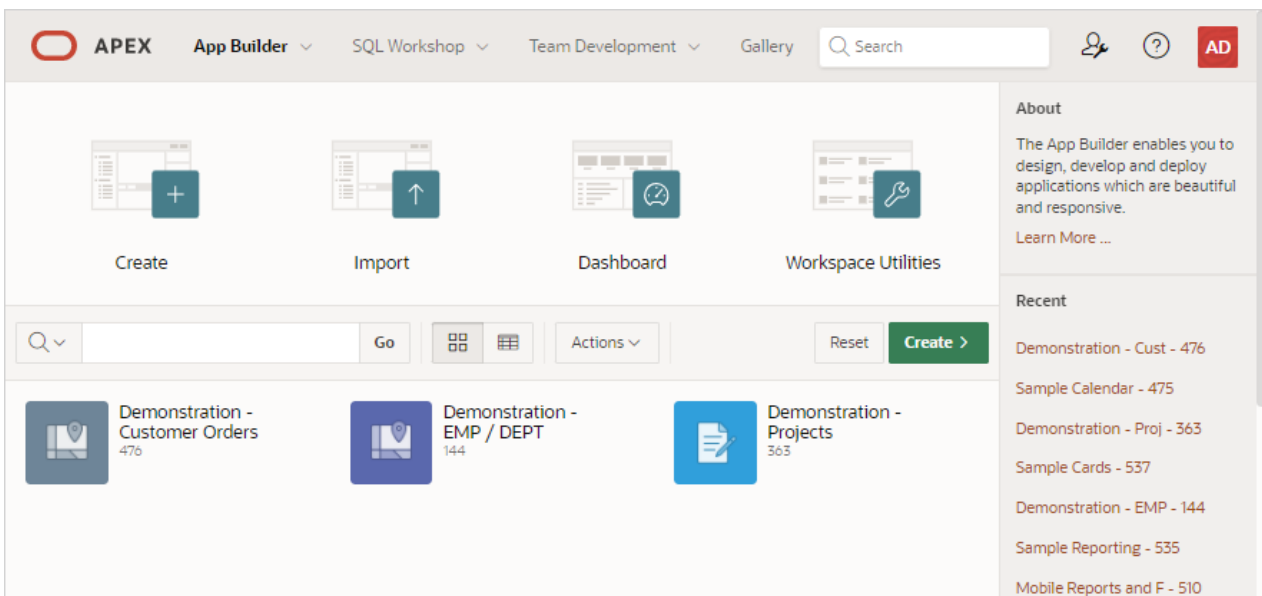 APEX App Builder SQL Workshop Team Development Gallery Search AD
Create Import Dashboard Workspace Utilities
Go Actions Reset Create >
Demonstration -
Customer Orders
476
Demonstration -
EMP / DEPT
144
Demonstration -
Projects
363
About
The App Builder enables you to
design, develop and deploy
applications which are beautiful
and responsive.
Learn More ...
Recent
Demonstration - Cust - 476
Sample Calendar - 475
Demonstration - Proj - 363
Sample Cards - 537
Demonstration - EMP - 144
Sample Reporting - 535
Mobile Reports and F - 510